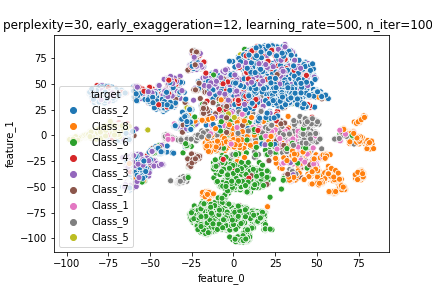 perplexity=30, early_exaggeration=12, learning_rate=500, n_iter=100
feature_1
75
50
25
0
−25
−50
−75
−100
target
Class_2
Class_8
Class_6
Class_4
Class_3
Class_7
Class_1
Class_9
Class_5
−100 −75 −50 −25 0 25 50 75
feature_0